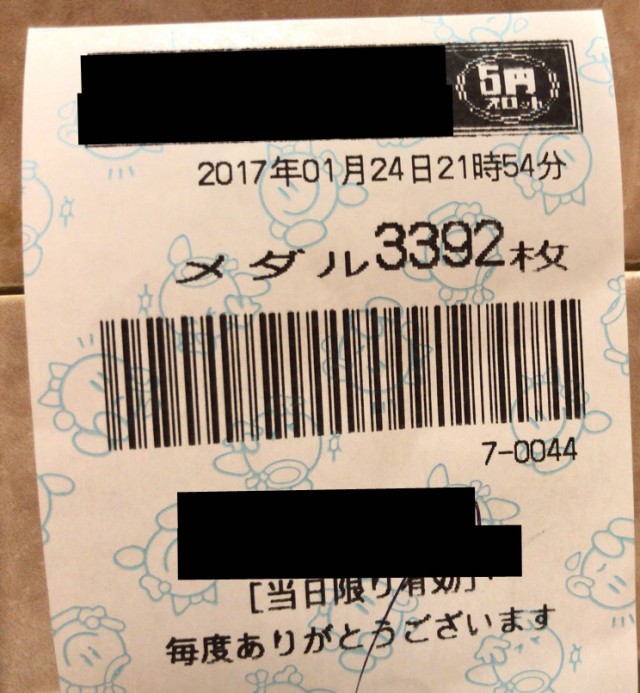 5円
スロット
2017年01月24日21時54分
メダル3392枚
7-0044
[当日限り有効]
毎度ありがとうございます